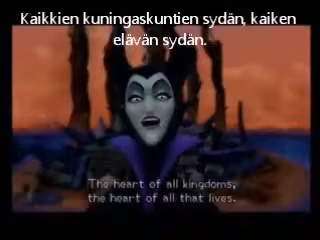 Kaikkien kuningaskuntien sydän, kaiken
elävän sydän.
The heart of all kingdoms,
the heart of all that lives.